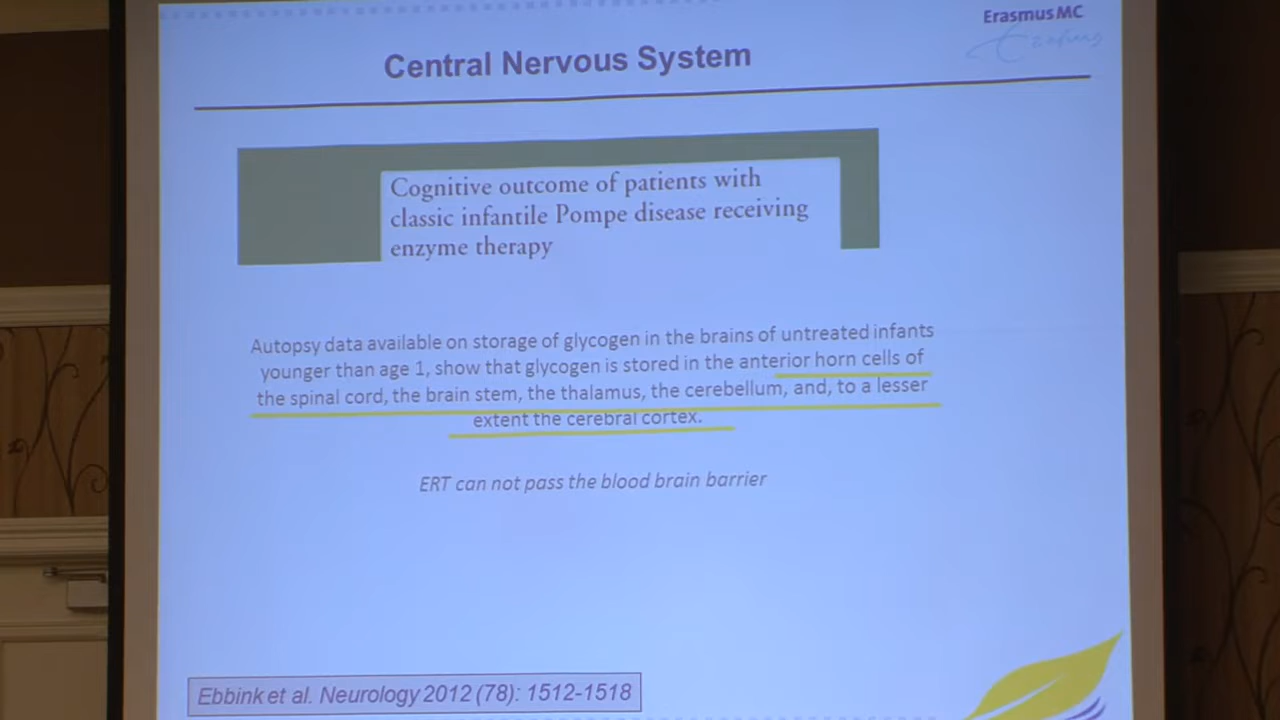 Erasmus MC
Erasmus
Central Nervous System
Cognitive outcome of patients with
classic infantile Pompe disease receiving
enzyme therapy
Autopsy data available on storage of glycogen in the brains of untreated infants
younger than age 1, show that glycogen is stored in the anterior horn cells of
the spinal cord, the brain stem, the thalamus, the cerebellum, and, to a lesser
extent the cerebral cortex.
ERT can not pass the blood brain barrier
Ebbink et al. Neurology 2012 (78): 1512-1518